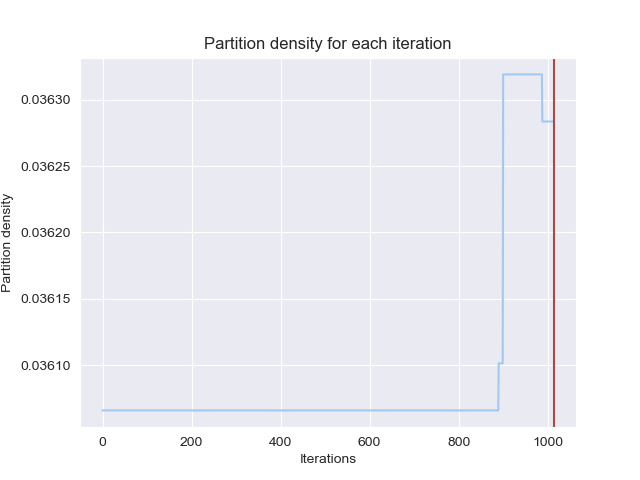 Partition density for each iteration
0.03630
0.03625
0.03620
0.03615
0.03610
Partition density
0 200 400 600 800 1000
Iterations